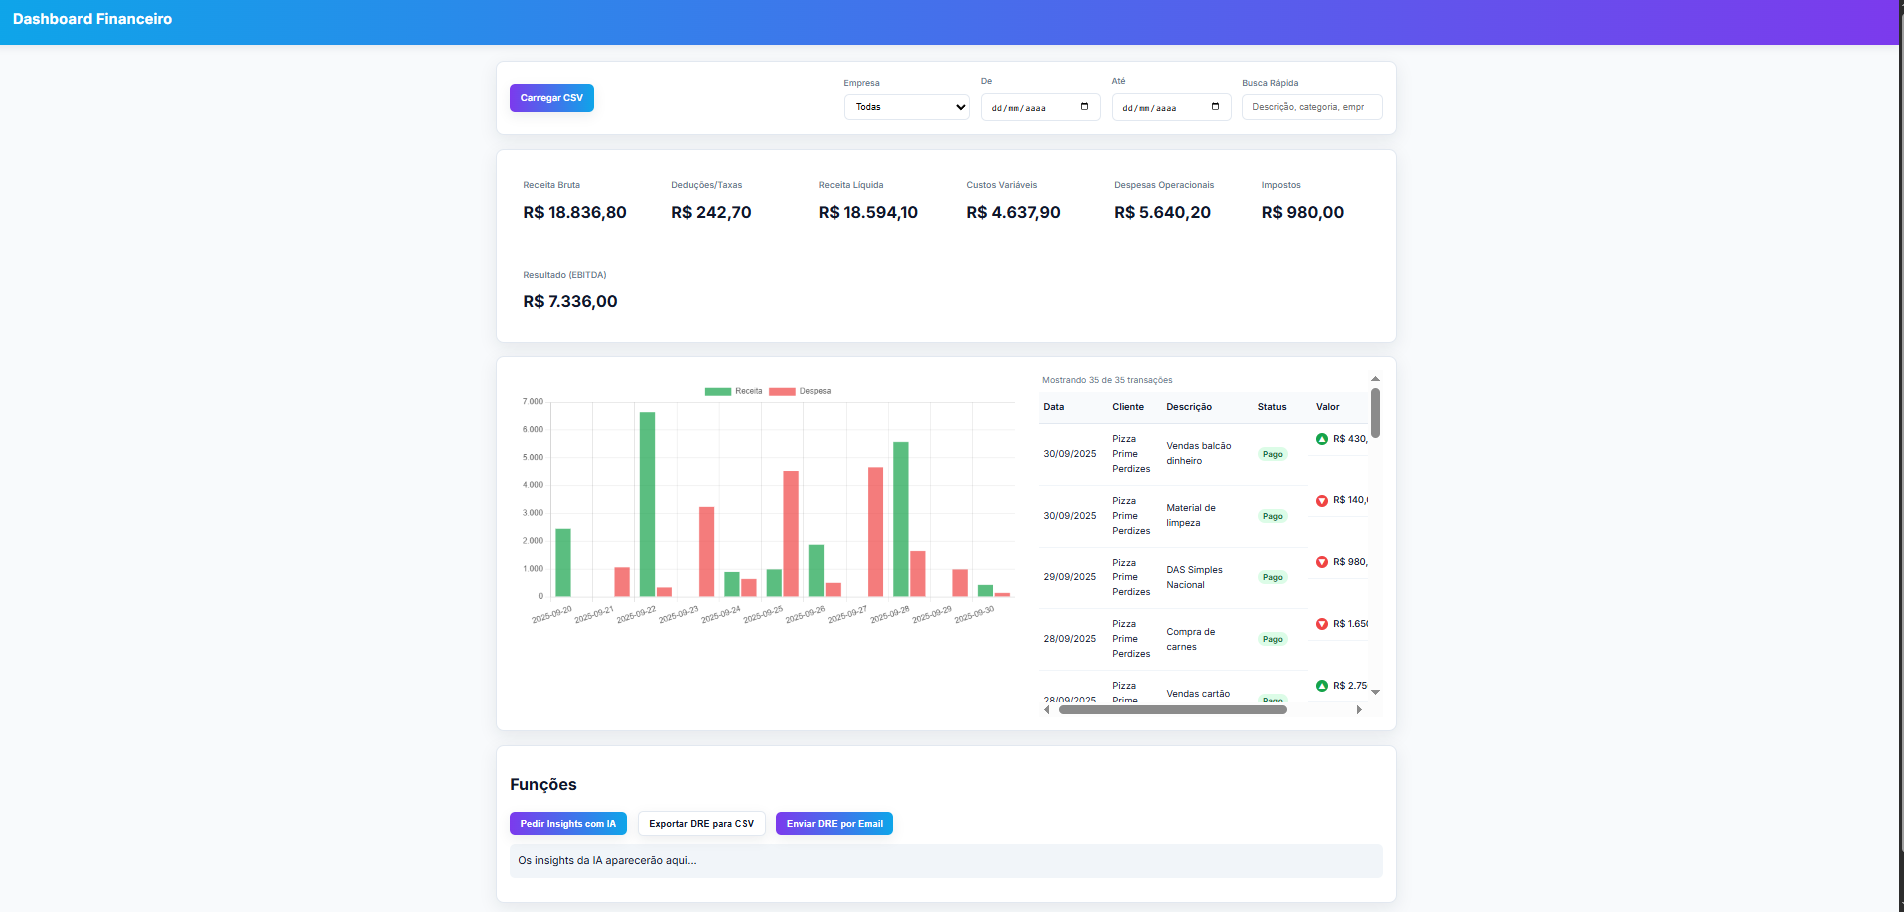 Dashboard Financeiro
Carregar CSV
Empresa
Todas
De
dd/mm/aaaa
Até
dd/mm/aaaa
Busca Rápida
Descrição, categoria, empr
Receita Bruta
R$ 18.836,80
Deduções/Taxas
R$ 242,70
Receita Líquida
R$ 18.594,10
Custos Variáveis
R$ 4.637,90
Despesas Operacionais
R$ 5.640,20
Impostos
R$ 980,00
Resultado (EBITDA)
R$ 7.336,00
Receita Despesa
7.000
6.000
5.000
4.000
3.000
2.000
1.000
0
2025-09-20 2025-09-21 2025-09-22 2025-09-23 2025-09-24 2025-09-25 2025-09-26 2025-09-27 2025-09-28 2025-09-29 2025-09-30
Mostrando 35 de 35 transações
Data Cliente Descrição Status Valor
30/09/2025
Pizza
Prime
Perdizes
Vendas balcão
dinheiro
Pago
R$ 430,
30/09/2025
Pizza
Prime
Perdizes
Material de
limpeza
Pago
R$ 140,
29/09/2025
Pizza
Prime
Perdizes
DAS Simples
Nacional
Pago
R$ 980,
28/09/2025
Pizza
Prime
Perdizes
Compra de
carnes
Pago
R$ 1.650
28/09/2025
Pizza
Prime
Vendas cartão
Pago
R$ 2.75
Funções
Pedir Insights com IA
Exportar DRE para CSV
Enviar DRE por Email
Os insights da IA aparecerão aqui...